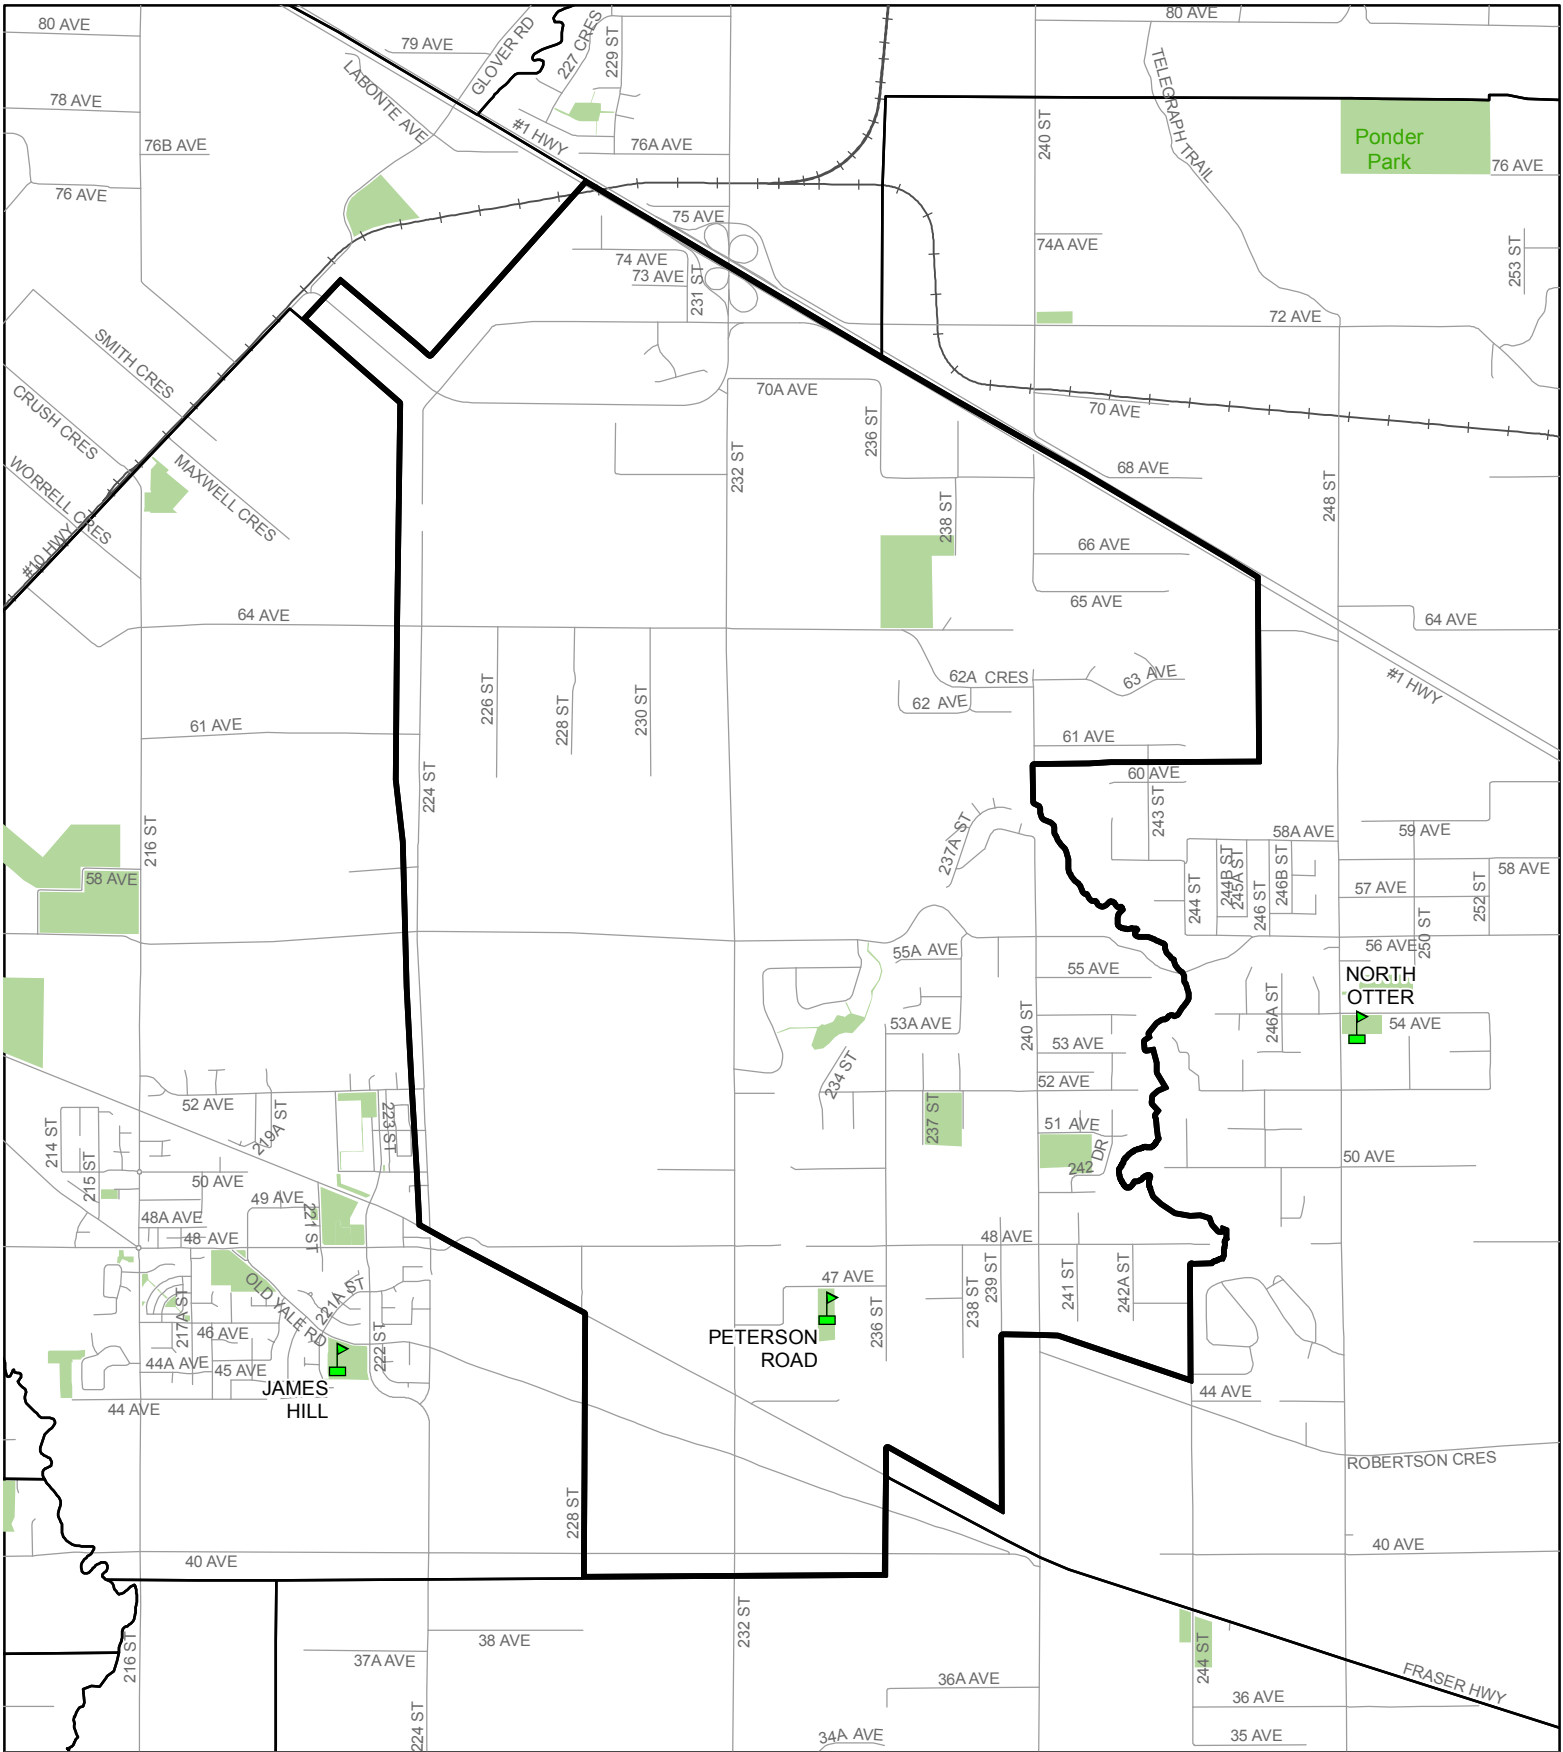 80 AVE
79 AVE
GLOVER RD
227 CRES
229 ST
80 AVE
LABONTE AVE
TELEGRAPH TRAIL
78 AVE
#1 HWY
240 ST
Ponder
Park
76B AVE
76A AVE
76 AVE
76 AVE
75 AVE
74A AVE
253 ST
74 AVE
73 AVE
231 ST
72 AVE
SMITH CRES
70A AVE
CRUSH CRES
70 AVE
236 ST
WORRELL CRES
MAXWELL CRES
232 ST
68 AVE
248 ST
238 ST
#10 HWY
66 AVE
65 AVE
64 AVE
64 AVE
62A CRES
63 AVE
#1 HWY
226 ST
228 ST
230 ST
62 AVE
61 AVE
61 AVE
224 ST
60 AVE
243 ST
216 ST
237A ST
58A AVE
59 AVE
58 AVE
58 AVE
244 ST
244B ST
245A ST
246 ST
246B ST
57 AVE
252 ST
250 ST
56 AVE
55A AVE
55 AVE
NORTH
OTTER
246A ST
53A AVE
240 ST
54 AVE
53 AVE
234 ST
52 AVE
52 AVE
214 ST
219A ST
223 ST
237 ST
51 AVE
242 DR
215 ST
50 AVE
50 AVE
49 AVE
48A AVE
221 ST
48 AVE
48 AVE
OLD YALE RD
221A ST
47 AVE
239 ST
238 ST
241 ST
242A ST
217A ST
46 AVE
236 ST
222 ST
PETERSON
ROAD
44A AVE
45 AVE
JAMES
HILL
44 AVE
44 AVE
ROBERTSON CRES
228 ST
40 AVE
40 AVE
232 ST
216 ST
38 AVE
37A AVE
244 ST
36A AVE
FRASER HWY
36 AVE
224 ST
34A AVE
35 AVE